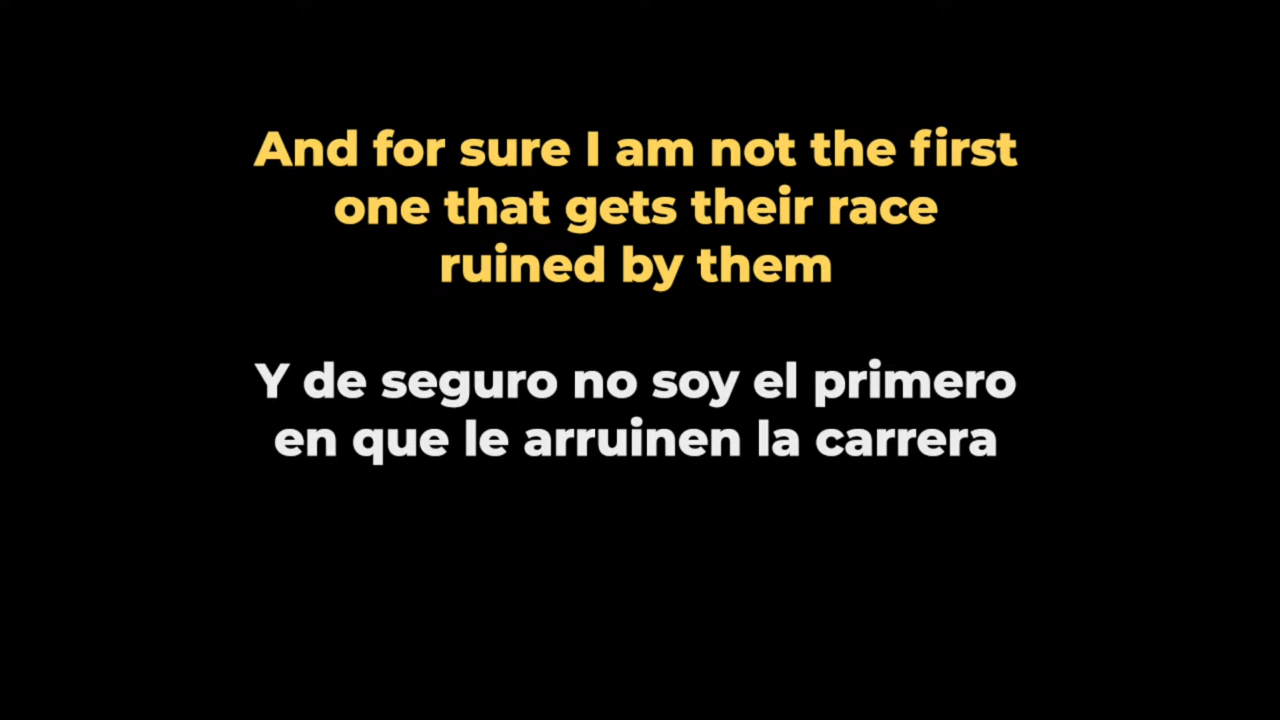 And for sure I am not the first
one that gets their race
ruined by them
Y de seguro no soy el primero
en que le arruinen la carrera